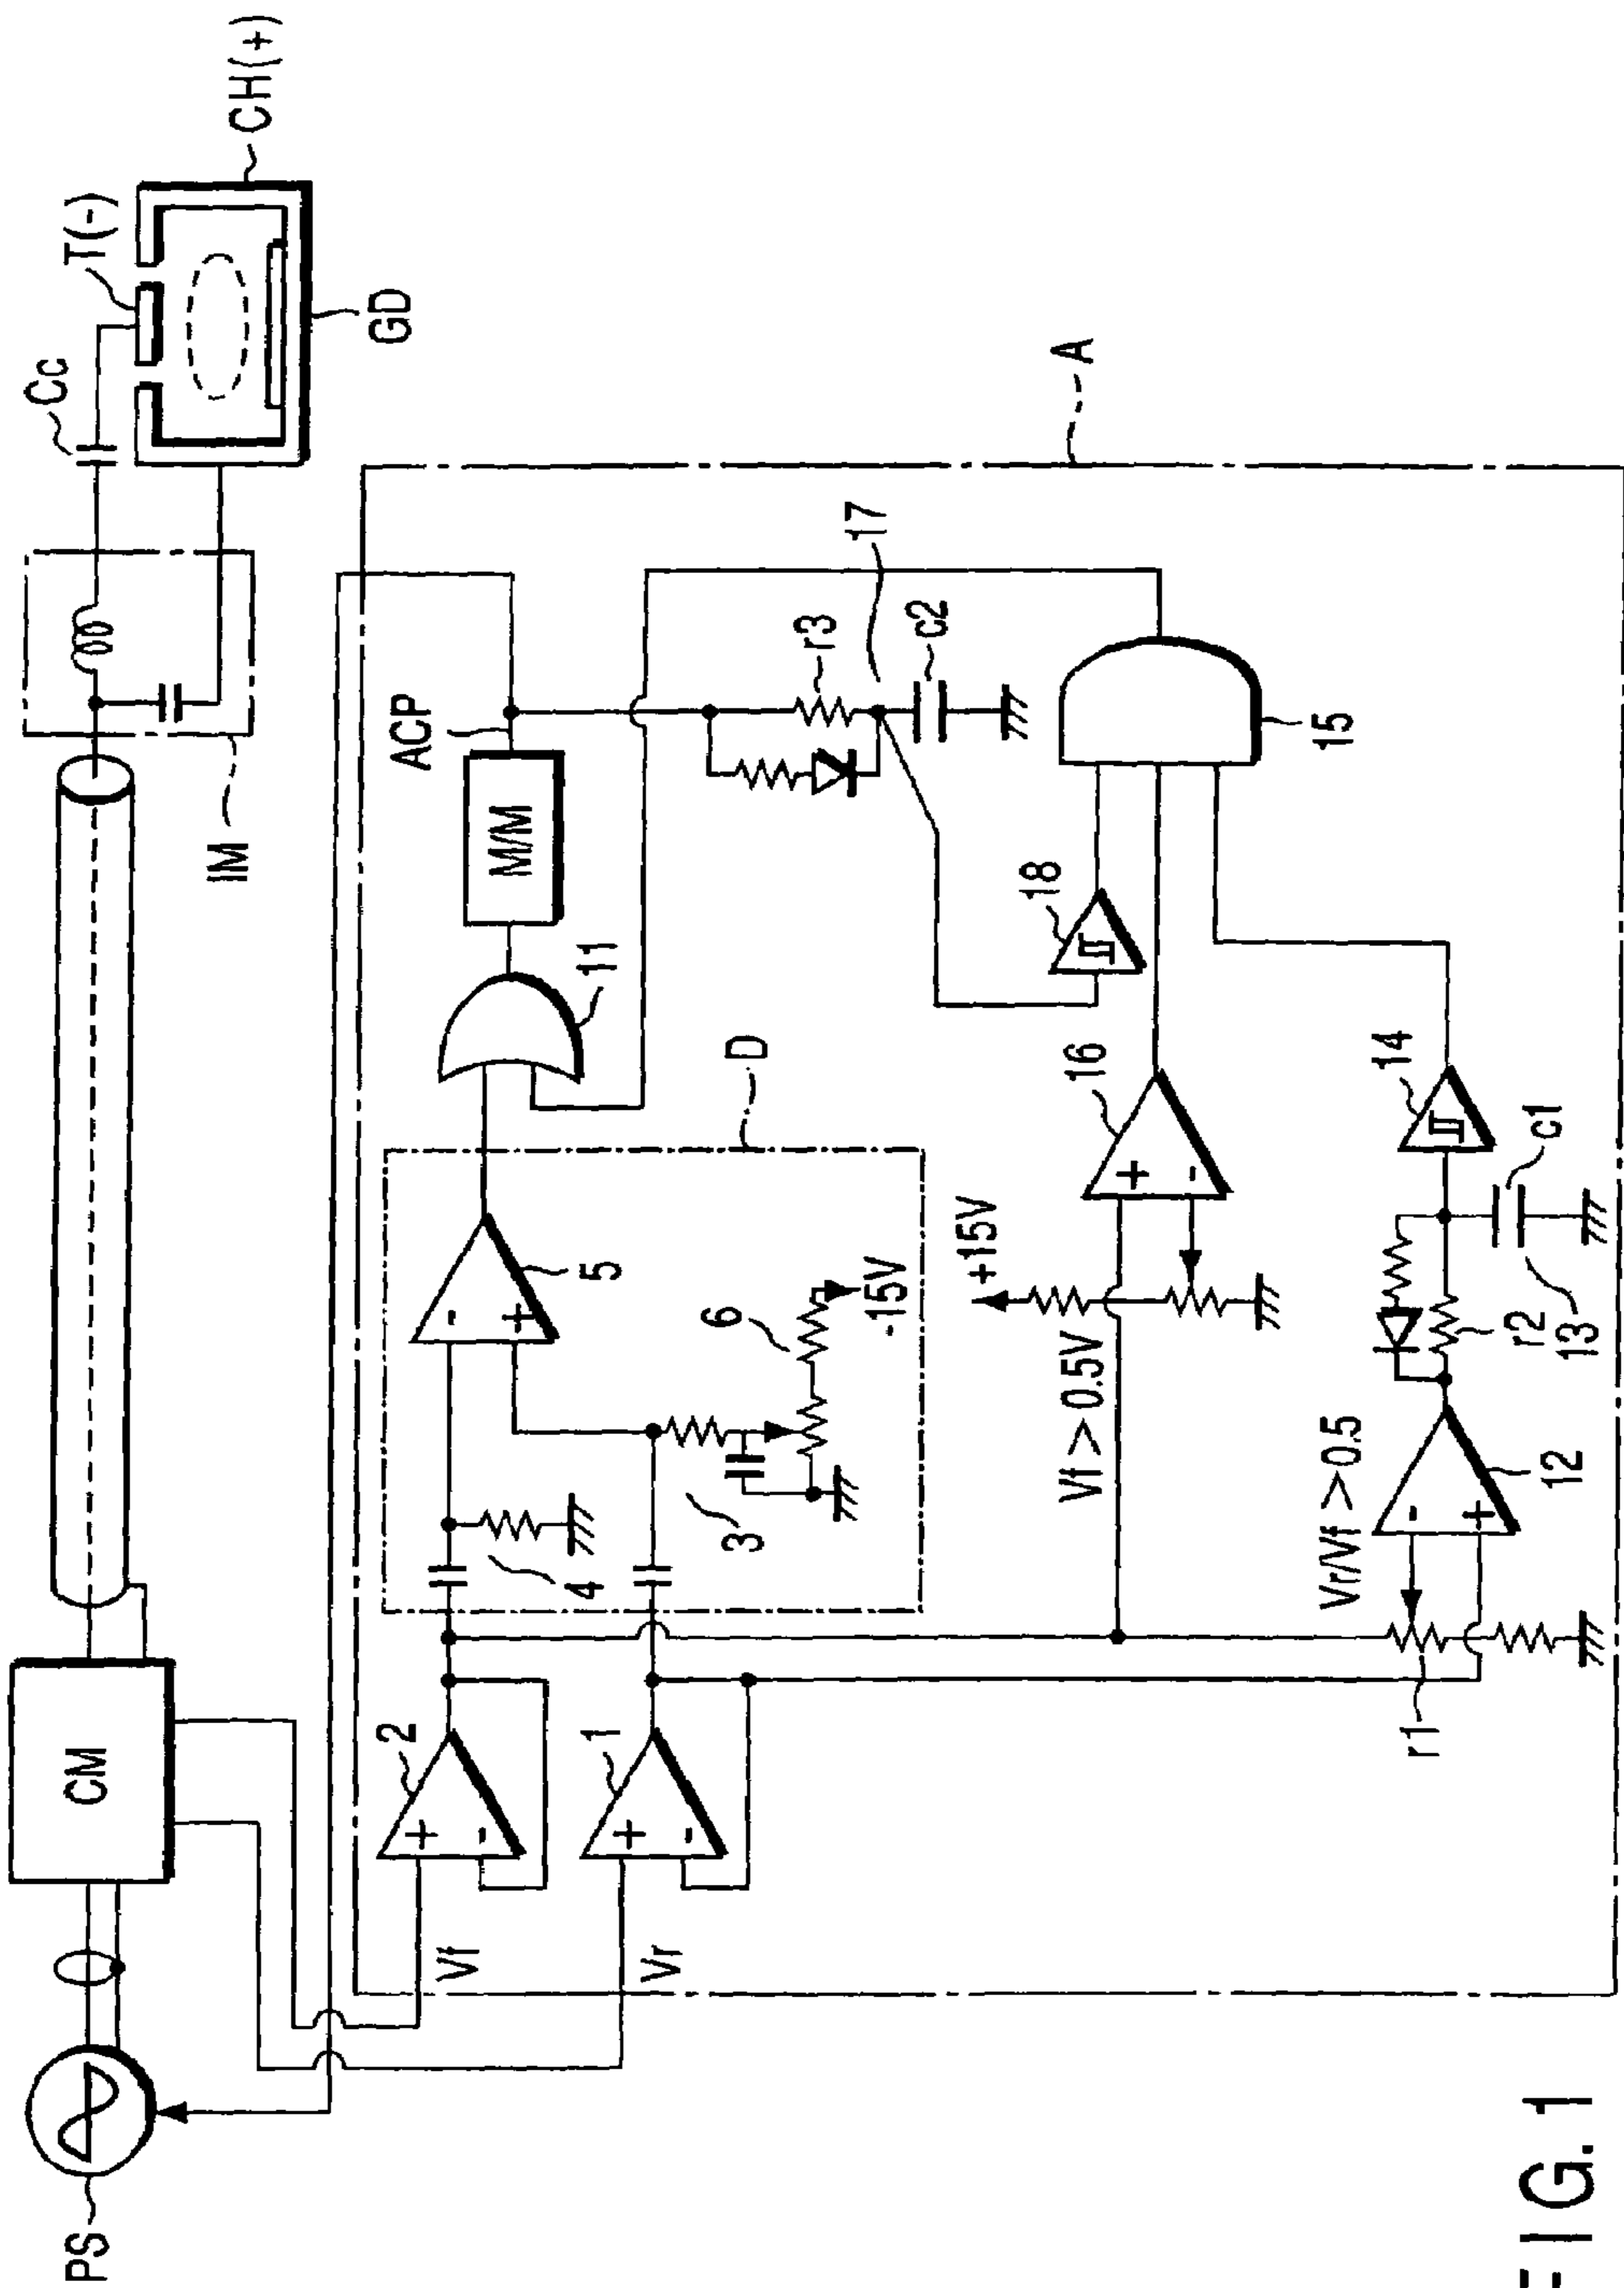 PS
CM
IM
Cc
T(-)
CH(+)
GD
A
Vf
Vr
2
+
-
1
+
-
D
4
3
6
-15V
5
-
+
11
M/M
ACP
r3
17
c2
+15V
Vf > 0.5V
16
+
-
18
15
r1
Vr/Vf > 0.5
12
-
+
r2
13
c1
14
FIG. 1